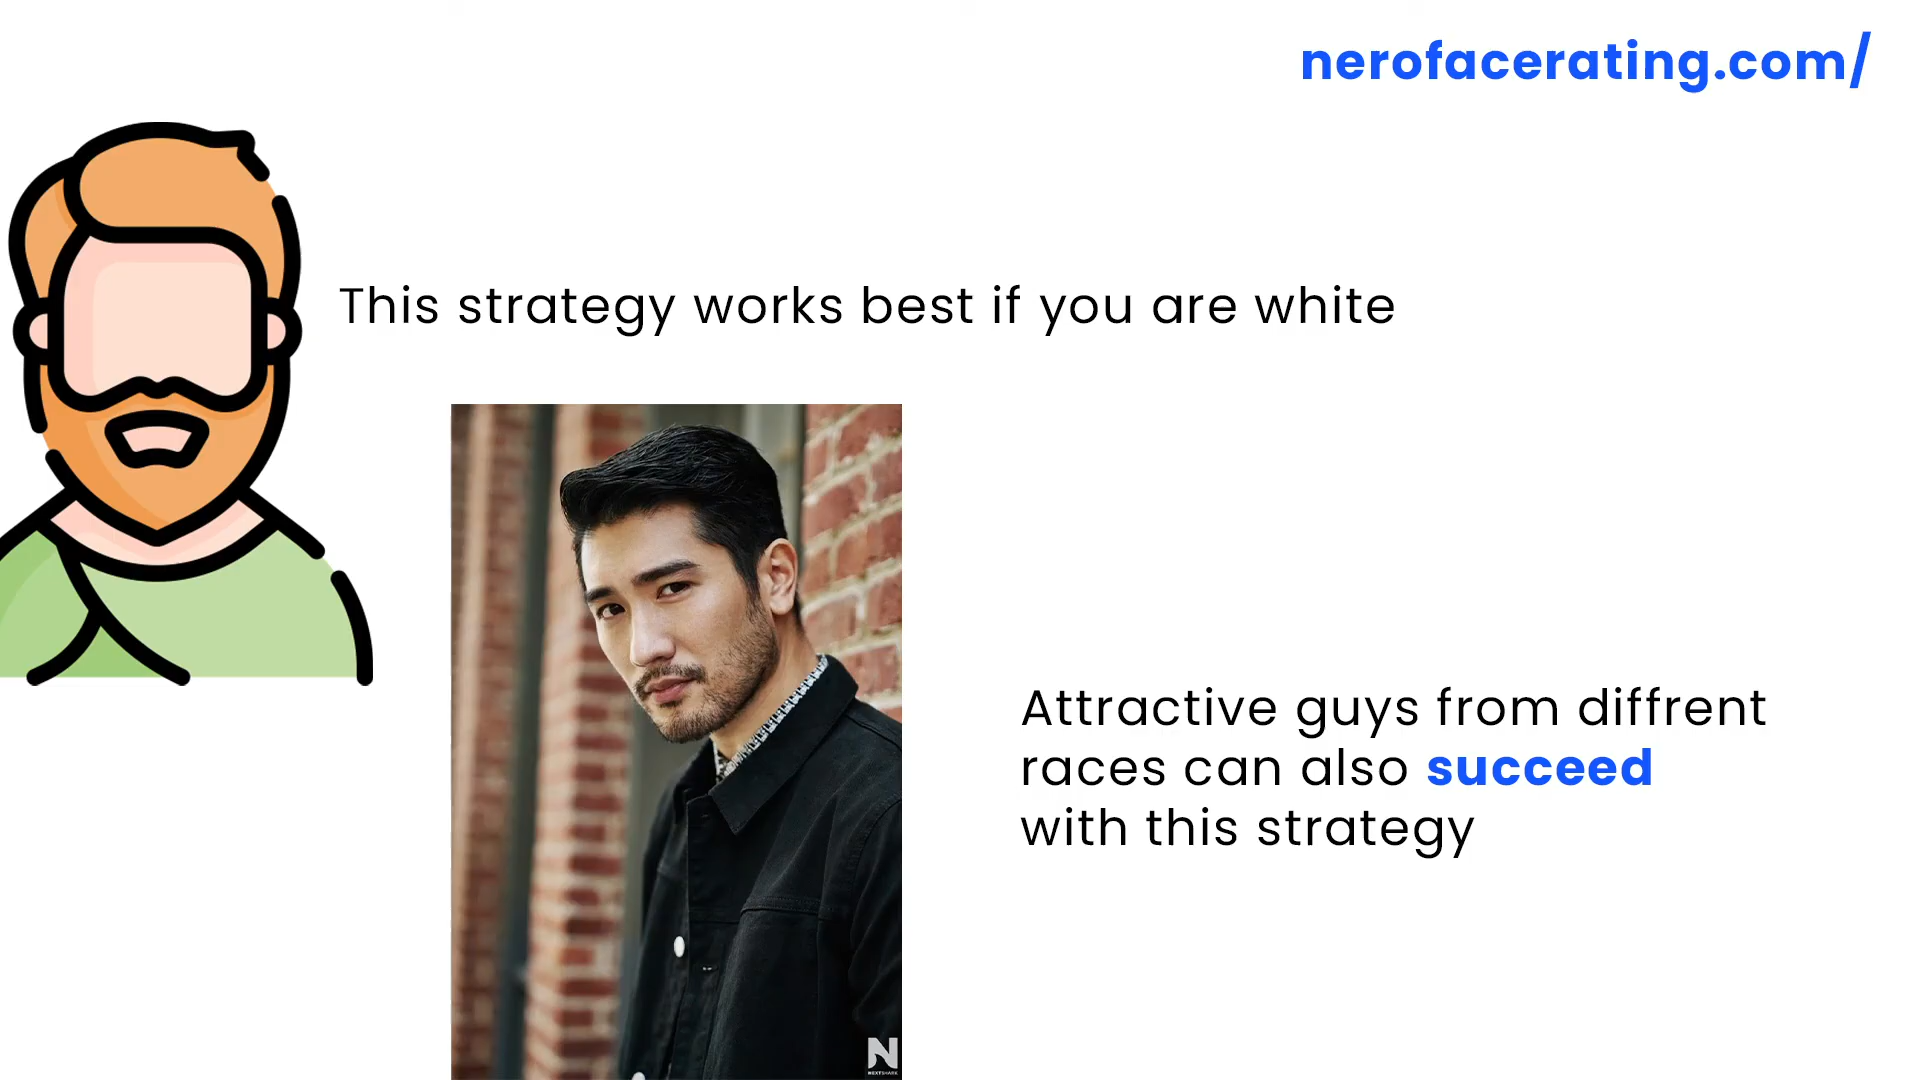 nerofacerating.com/
This strategy works best if you are white
Attractive guys from diffrent
races can also succeed
with this strategy
N
NEXTSHARK